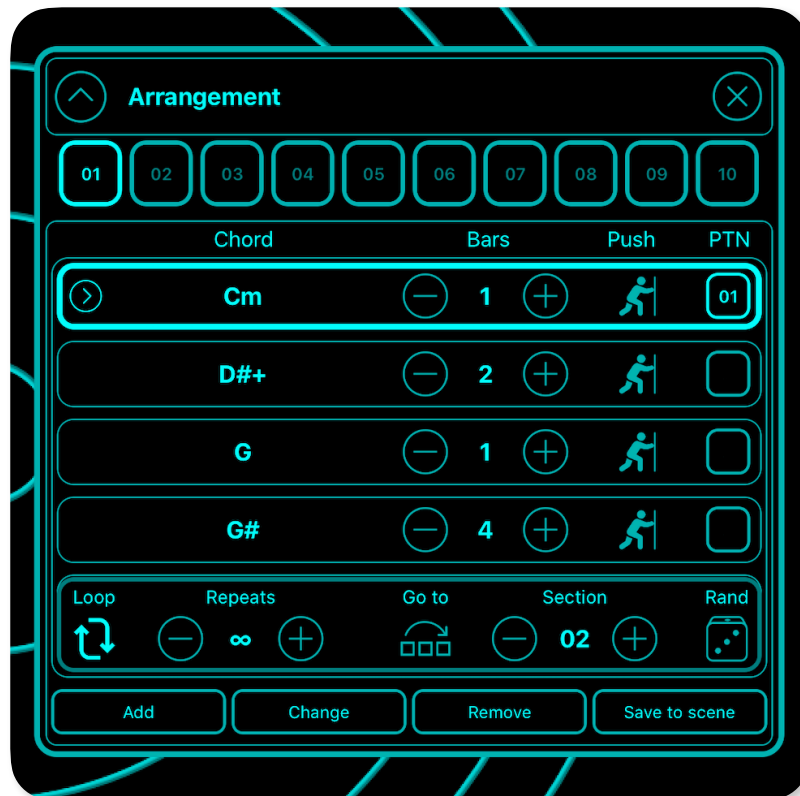 Arrangement
01 02 03 04 05 06 07 08 09 10
Chord Bars Push PTN
Cm 1 01
D#+ 2
G 1
G# 4
Loop Repeats Go to Section Rand
∞ 02
Add Change Remove Save to scene